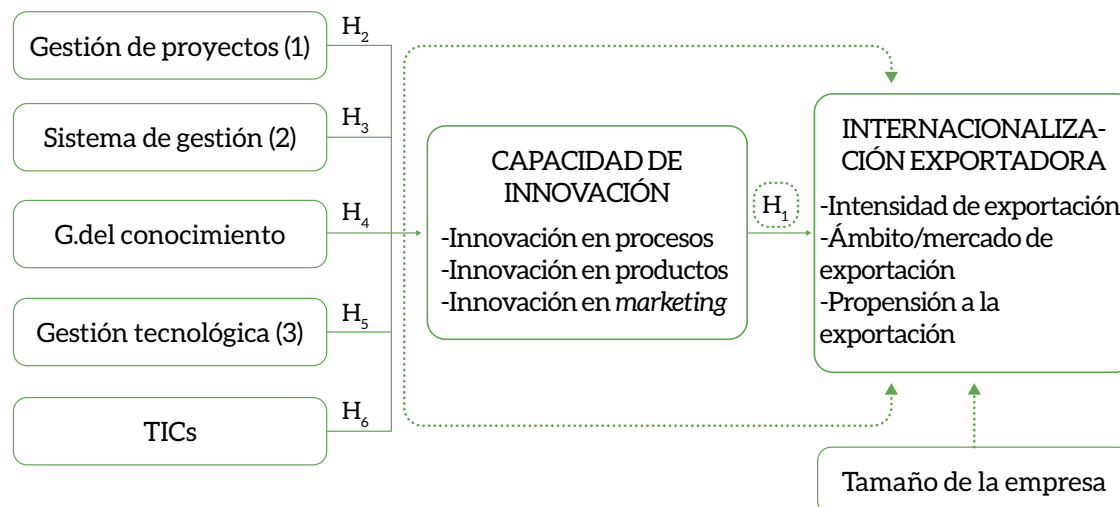 Gestión de proyectos (1)
H₂
Sistema de gestión (2)
H₃
G.del conocimiento
H₄
Gestión tecnológica (3)
H₅
TICs
H₆
CAPACIDAD DE
INNOVACIÓN
-Innovación en procesos
-Innovación en productos
-Innovación en marketing
H₁
INTERNACIONALIZA-
CIÓN EXPORTADORA
-Intensidad de exportación
-Ámbito/mercado de
exportación
-Propensión a la
exportación
Tamaño de la empresa